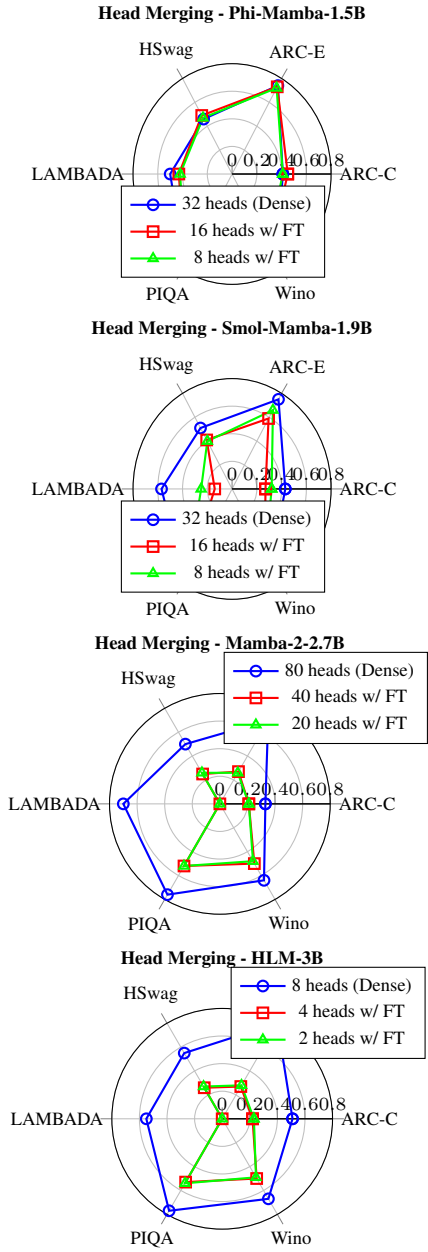 Head Merging - Phi-Mamba-1.5B
HSwag
ARC-E
LAMBADA
0 0.2 0.4 0.6 0.8
ARC-C
32 heads (Dense)
16 heads w/ FT
8 heads w/ FT
PIQA
Wino
Head Merging - Smol-Mamba-1.9B
HSwag
ARC-E
LAMBADA
0 0.2 0.4 0.6 0.8
ARC-C
32 heads (Dense)
16 heads w/ FT
8 heads w/ FT
PIQA
Wino
Head Merging - Mamba-2-2.7B
HSwag
80 heads (Dense)
40 heads w/ FT
20 heads w/ FT
LAMBADA
0 0.2 0.4 0.6 0.8
ARC-C
PIQA
Wino
Head Merging - HLM-3B
HSwag
8 heads (Dense)
4 heads w/ FT
2 heads w/ FT
LAMBADA
0 0.2 0.4 0.6 0.8
ARC-C
PIQA
Wino